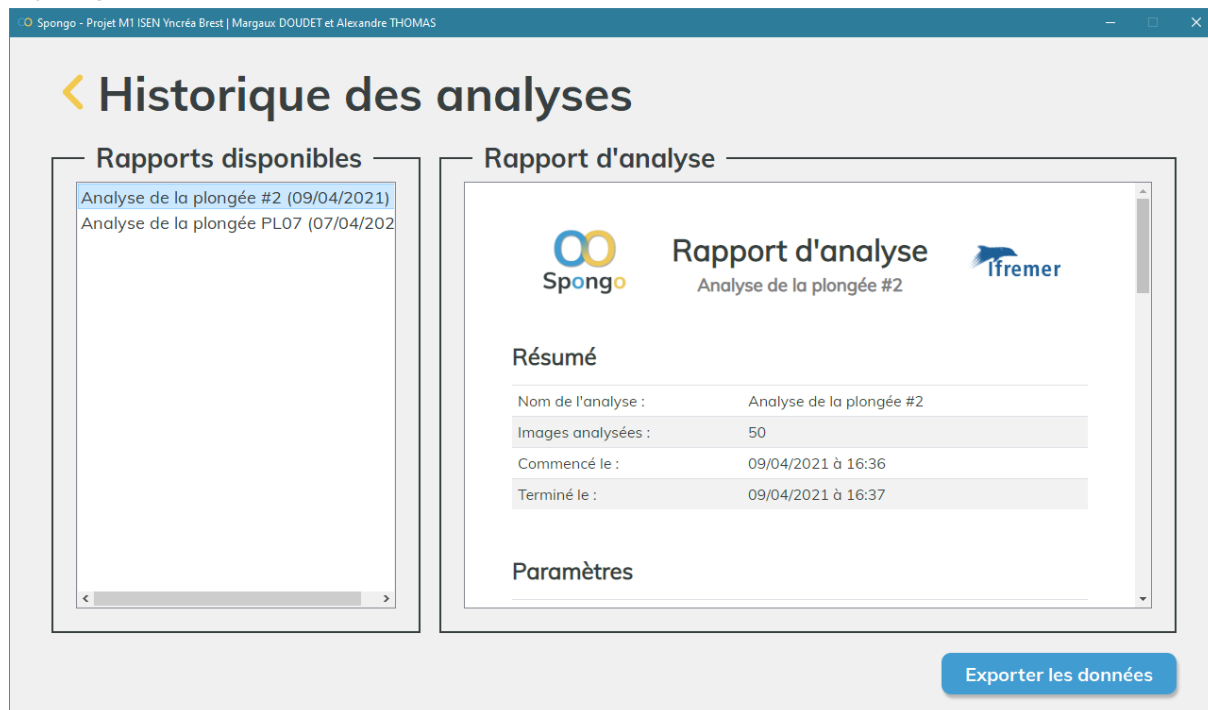 Spongo - Projet M1 ISEN Yncréa Brest | Margaux DOUDET et Alexandre THOMAS
Historique des analyses
Rapports disponibles
Analyse de la plongée #2 (09/04/2021)
Analyse de la plongée PL07 (07/04/202
Rapport d'analyse
Spongo
Rapport d'analyse
Analyse de la plongée #2
Ifremer
Résumé
Nom de l'analyse : Analyse de la plongée #2
Images analysées : 50
Commencé le : 09/04/2021 à 16:36
Terminé le : 09/04/2021 à 16:37
Paramètres
Exporter les données